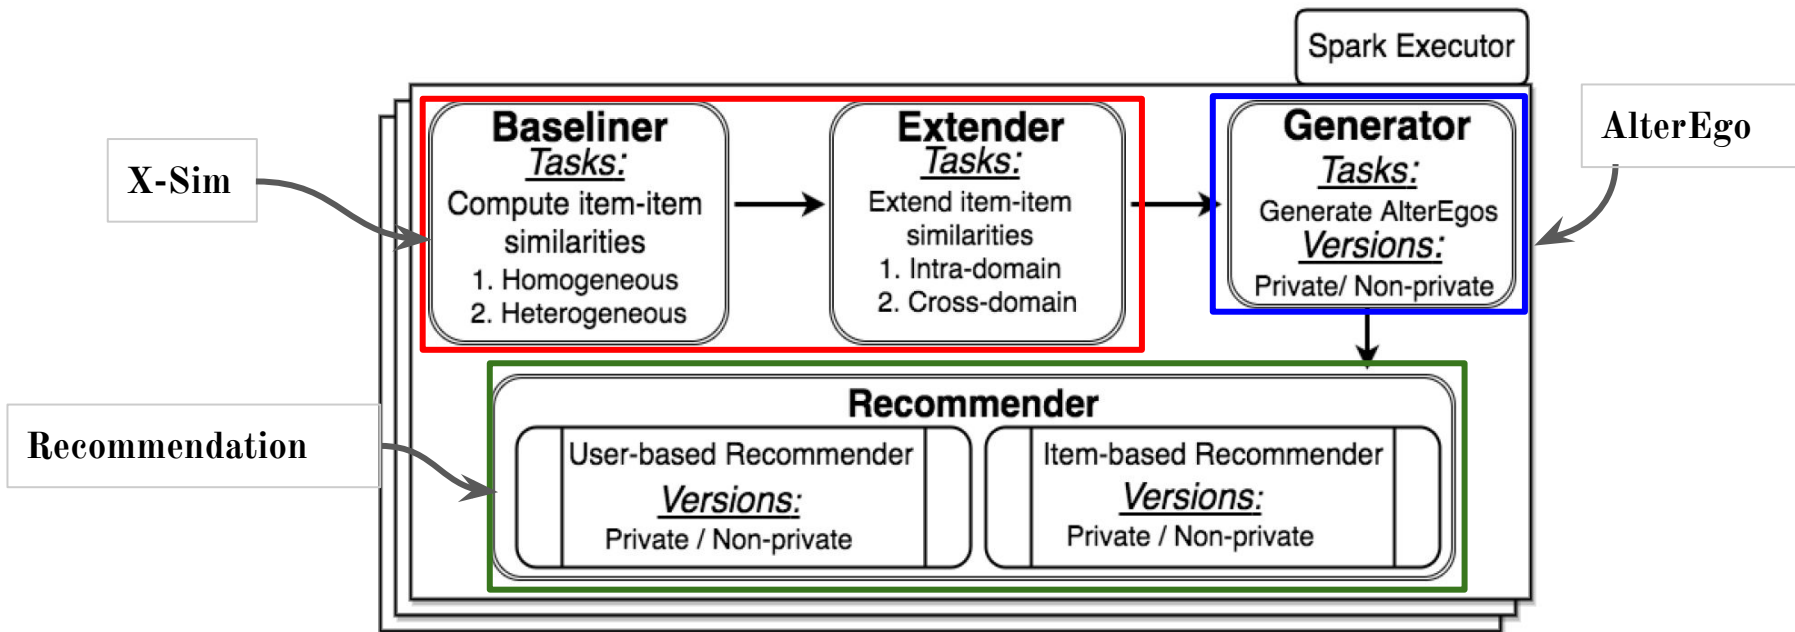 Spark Executor
X-Sim
Baseliner
Tasks:
Compute item-item
similarities
1. Homogeneous
2. Heterogeneous
Extender
Tasks:
Extend item-item
similarities
1. Intra-domain
2. Cross-domain
Generator
Tasks:
Generate AlterEgos
Versions:
Private/ Non-private
AlterEgo
Recommendation
Recommender
User-based Recommender
Versions:
Private / Non-private
Item-based Recommender
Versions:
Private / Non-private